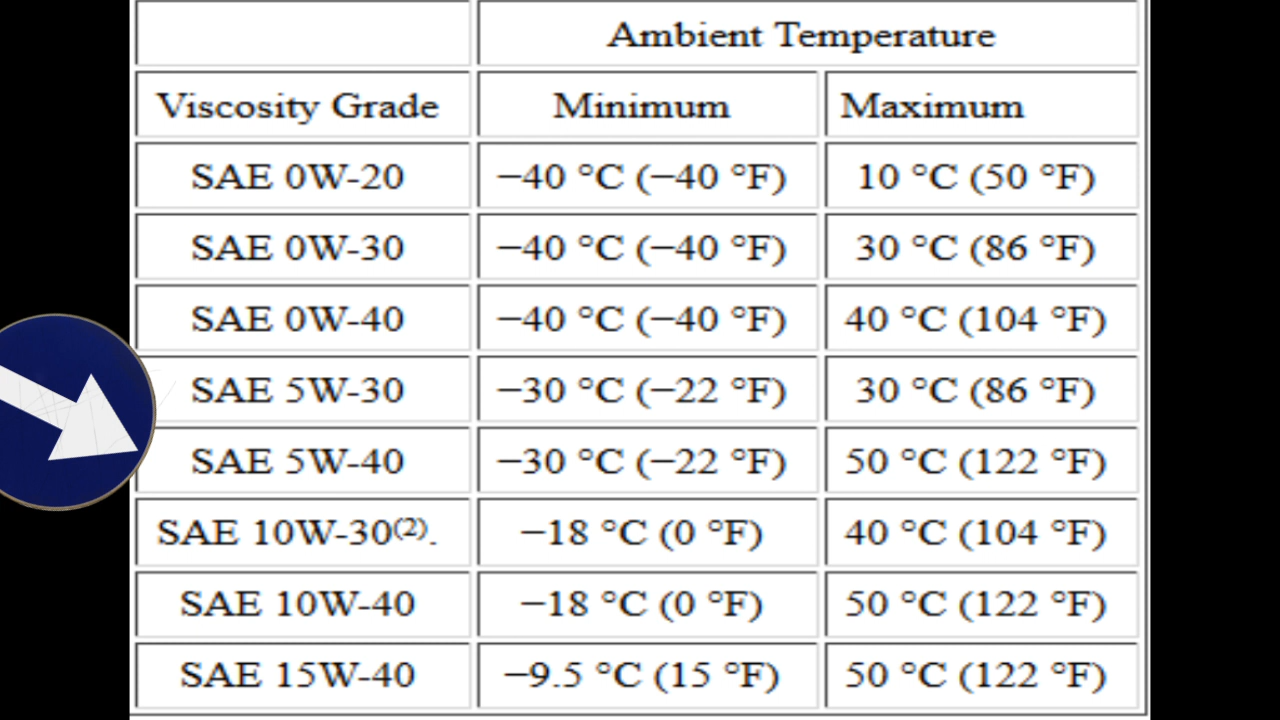 Ambient Temperature
Viscosity Grade Minimum Maximum
SAE 0W-20 −40 °C (−40 °F) 10 °C (50 °F)
SAE 0W-30 −40 °C (−40 °F) 30 °C (86 °F)
SAE 0W-40 −40 °C (−40 °F) 40 °C (104 °F)
SAE 5W-30 −30 °C (−22 °F) 30 °C (86 °F)
SAE 5W-40 −30 °C (−22 °F) 50 °C (122 °F)
SAE 10W-30(2). −18 °C (0 °F) 40 °C (104 °F)
SAE 10W-40 −18 °C (0 °F) 50 °C (122 °F)
SAE 15W-40 −9.5 °C (15 °F) 50 °C (122 °F)